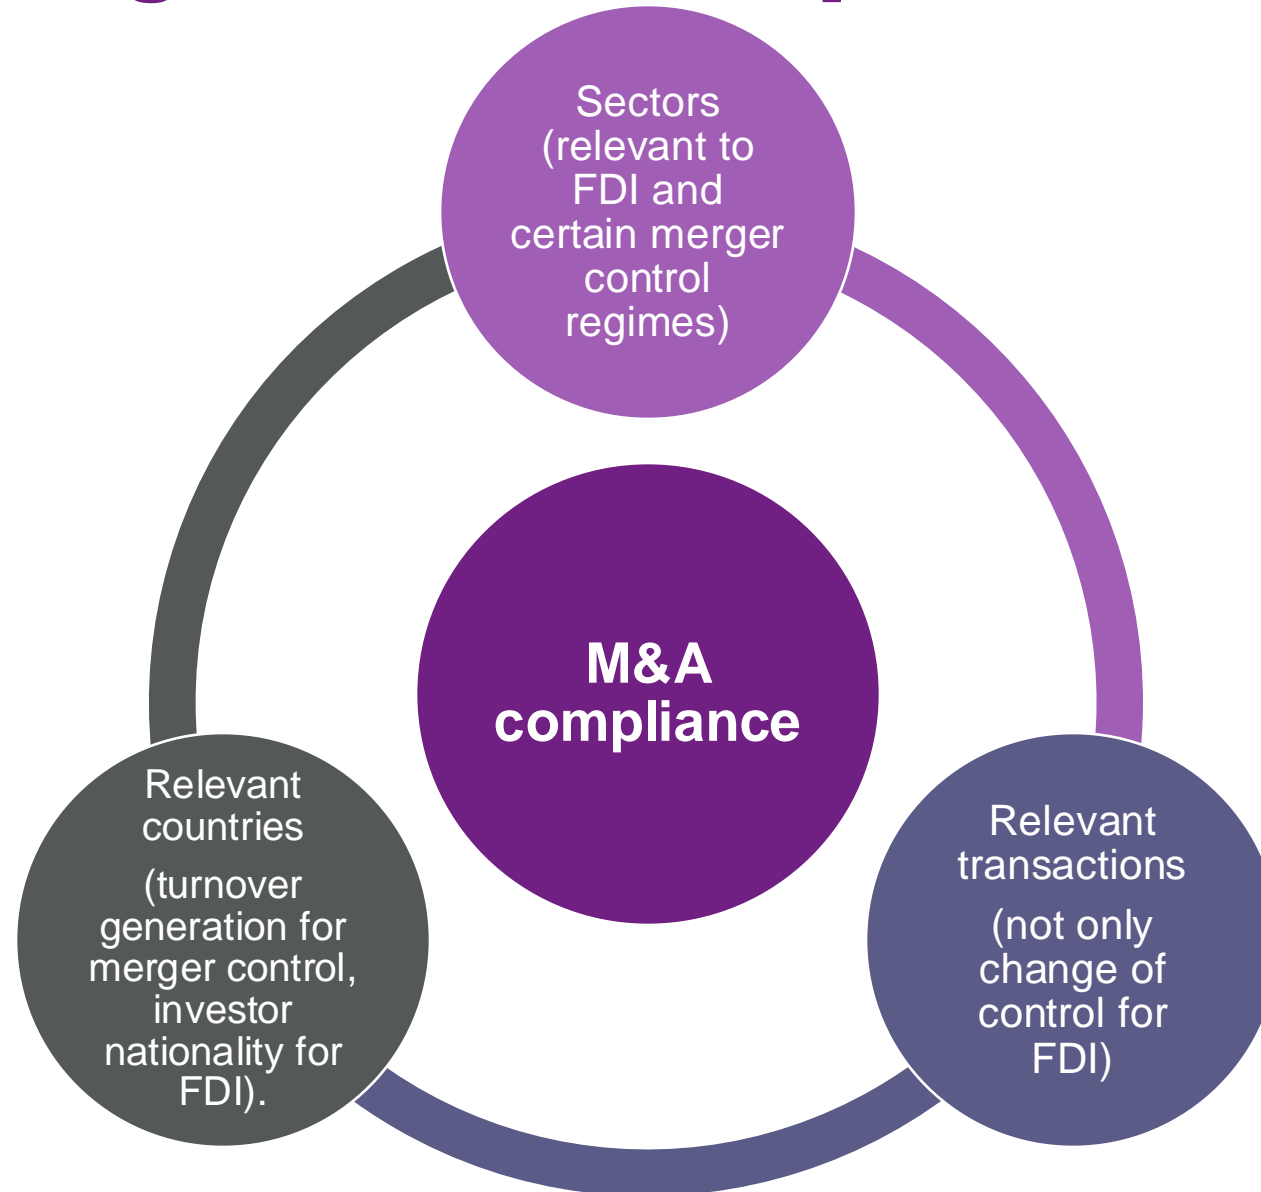 Sectors
(relevant to
FDI and
certain merger
control
regimes)
M&A
compliance
Relevant
countries
(turnover
generation for
merger control,
investor
nationality for
FDI).
Relevant
transactions
(not only
change of
control for
FDI)